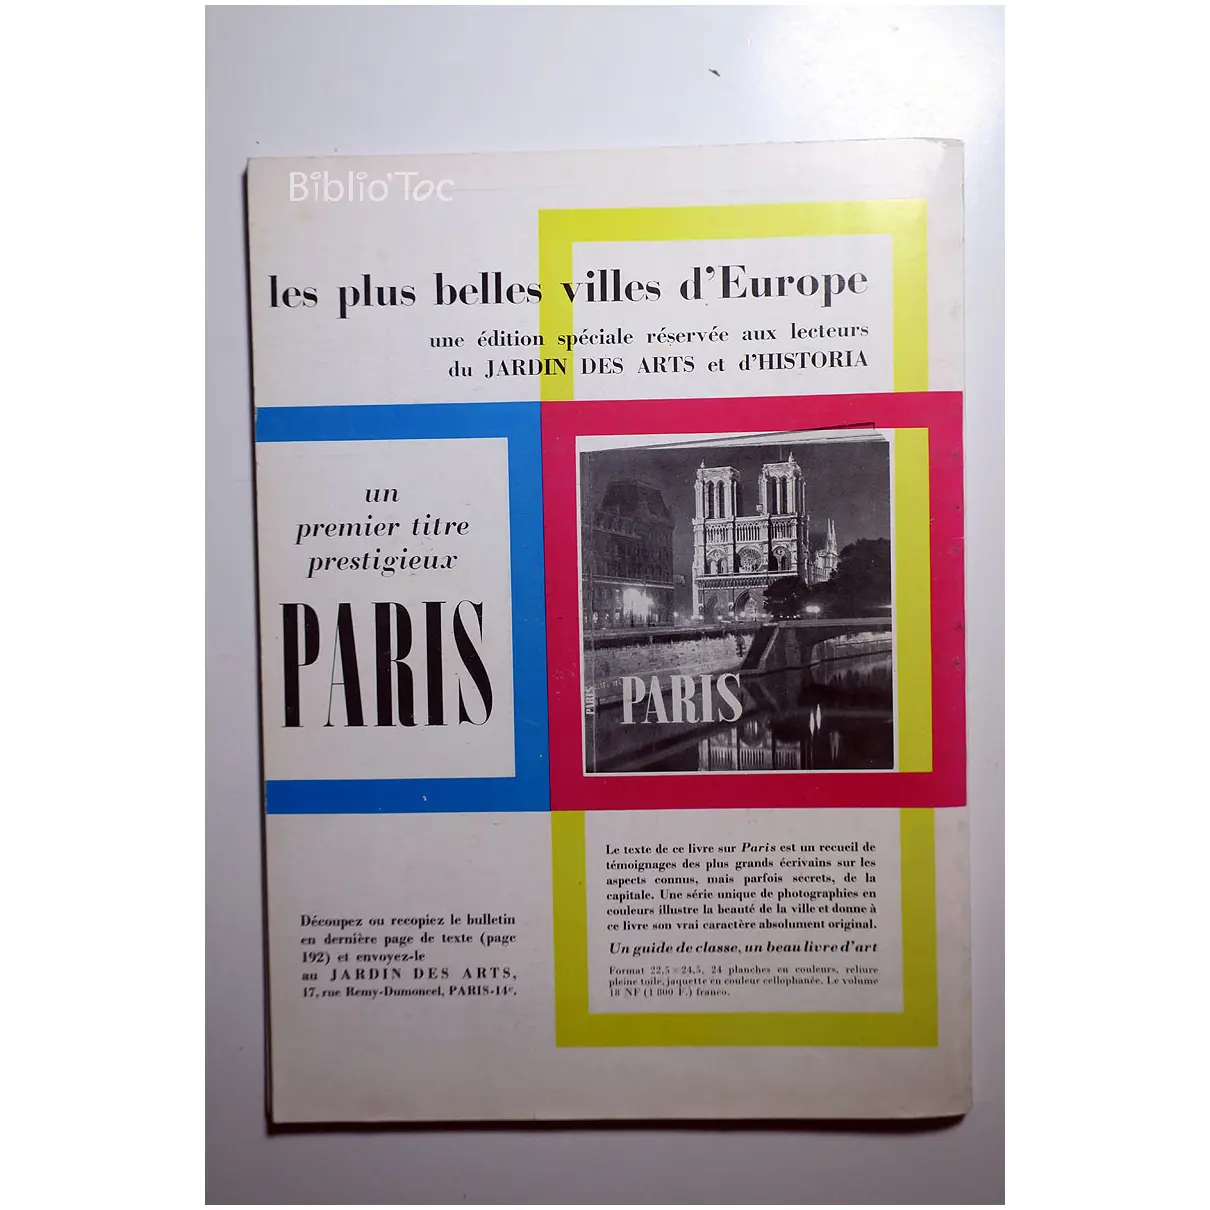 Biblio'Toc
les plus belles villes d'Europe
une édition spéciale réservée aux lecteurs
du JARDIN DES ARTS et d'HISTORIA
un
premier titre
prestigieux
PARIS
PARIS
PARIS
Le texte de ce livre sur Paris est un recueil de
témoignages des plus grands écrivains sur les
aspects connus, mais parfois secrets, de la
capitale. Une série unique de photographies en
couleurs illustre la beauté de la ville et donne à
ce livre son vrai caractère absolument original.
Un guide de classe, un beau livre d'art
Format 22,5 × 24,5, 24 planches en couleurs, reliure
pleine toile, jaquette en couleur cellophanée. Le volume
18 NF (1 800 F.) franco.
Découpez ou recopiez le bulletin
en dernière page de texte (page
192) et envoyez-le
au JARDIN DES ARTS,
17, rue Remy-Dumoncel, PARIS-14e.